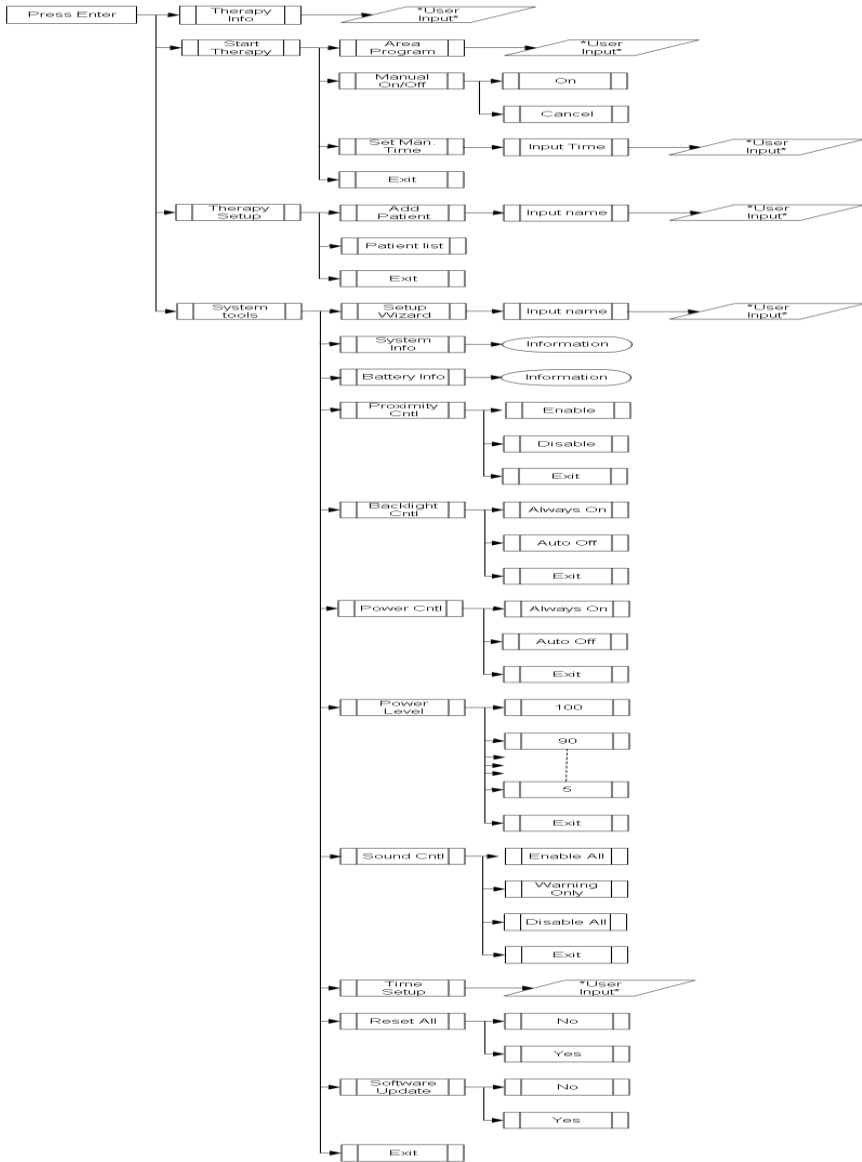 Press Enter
Therapy
Info
*User
Input*
Start
Therapy
Area
Program
*User
Input*
Manual
On/Off
On
Cancel
Set Man.
Time
Input Time
*User
Input*
Exit
Therapy
Setup
Add
Patient
Input name
*User
Input*
Patient list
Exit
System
tools
Setup
Wizard
Input name
*User
Input*
System
Info
Information
Battery Info
Information
Proximity
Cntl
Enable
Disable
Exit
Backlight
Cntl
Always On
Auto Off
Exit
Power Cntl
Always On
Auto Off
Exit
Power
Level
100
90
5
Exit
Sound Cntl
Enable All
Warning
Only
Disable All
Exit
Time
Setup
*User
Input*
Reset All
No
Yes
Software
Update
No
Yes
Exit